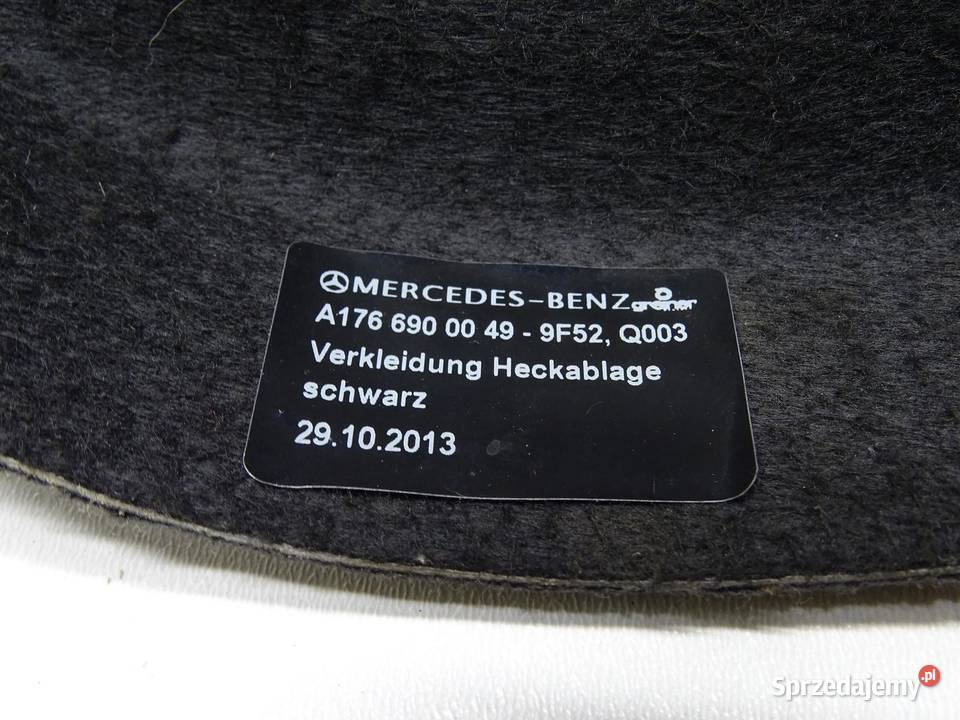 MERCEDES-BENZ greiner
A176 690 00 49 - 9F52, Q003
Verkleidung Heckablage
schwarz
29.10.2013
Sprzedajemy.pl